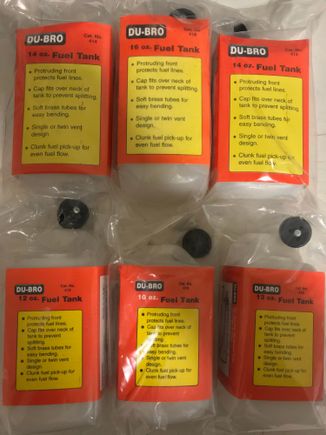 DU-BRO
Cat. No.
414
14 oz. Fuel Tank
Protruding front
protects fuel lines.
Cap fits over neck of
tank to prevent splitting.
Soft brass tubes for
easy bending.
Single or twin vent
design.
Clunk fuel pick-up for
even fuel flow.
DU-BRO
Cat. No.
416
16 oz. Fuel Tank
Protruding front
protects fuel lines.
Cap fits over neck of
tank to prevent splitting.
Soft brass tubes for
easy bending.
Single or twin vent
design.
Clunk fuel pick-up for
even fuel flow.
DU-BRO
Cat. No.
414
14 oz. Fuel Tank
Protruding front
protects fuel lines.
Cap fits over neck of
tank to prevent splitting.
Soft brass tubes for
easy bending.
Single or twin vent
design.
Clunk fuel pick-up for
even fuel flow.
DU-BRO
Cat. No.
12 oz. Fuel Tank
Protruding front
protects fuel lines.
Cap fits over neck of
tank to prevent
splitting.
Soft brass tubes for
easy bending.
Single or twin vent
design.
Clunk fuel pick-up for
even fuel flow.
DU-BRO
Cat. No.
10 oz. Fuel Tank
Protruding front
protects fuel lines.
Cap fits over neck of
tank to prevent
splitting.
Soft brass tubes for
easy bending.
Single or twin vent
design.
Clunk fuel pick-up for
even fuel flow.
DU-BRO
Cat. No.
12 oz. Fuel Tank
Protruding front
protects fuel lines.
Cap fits over neck of
tank to prevent
splitting.
Soft brass tubes for
easy bending.
Single or twin vent
design.
Clunk fuel pick-up for
even fuel flow.